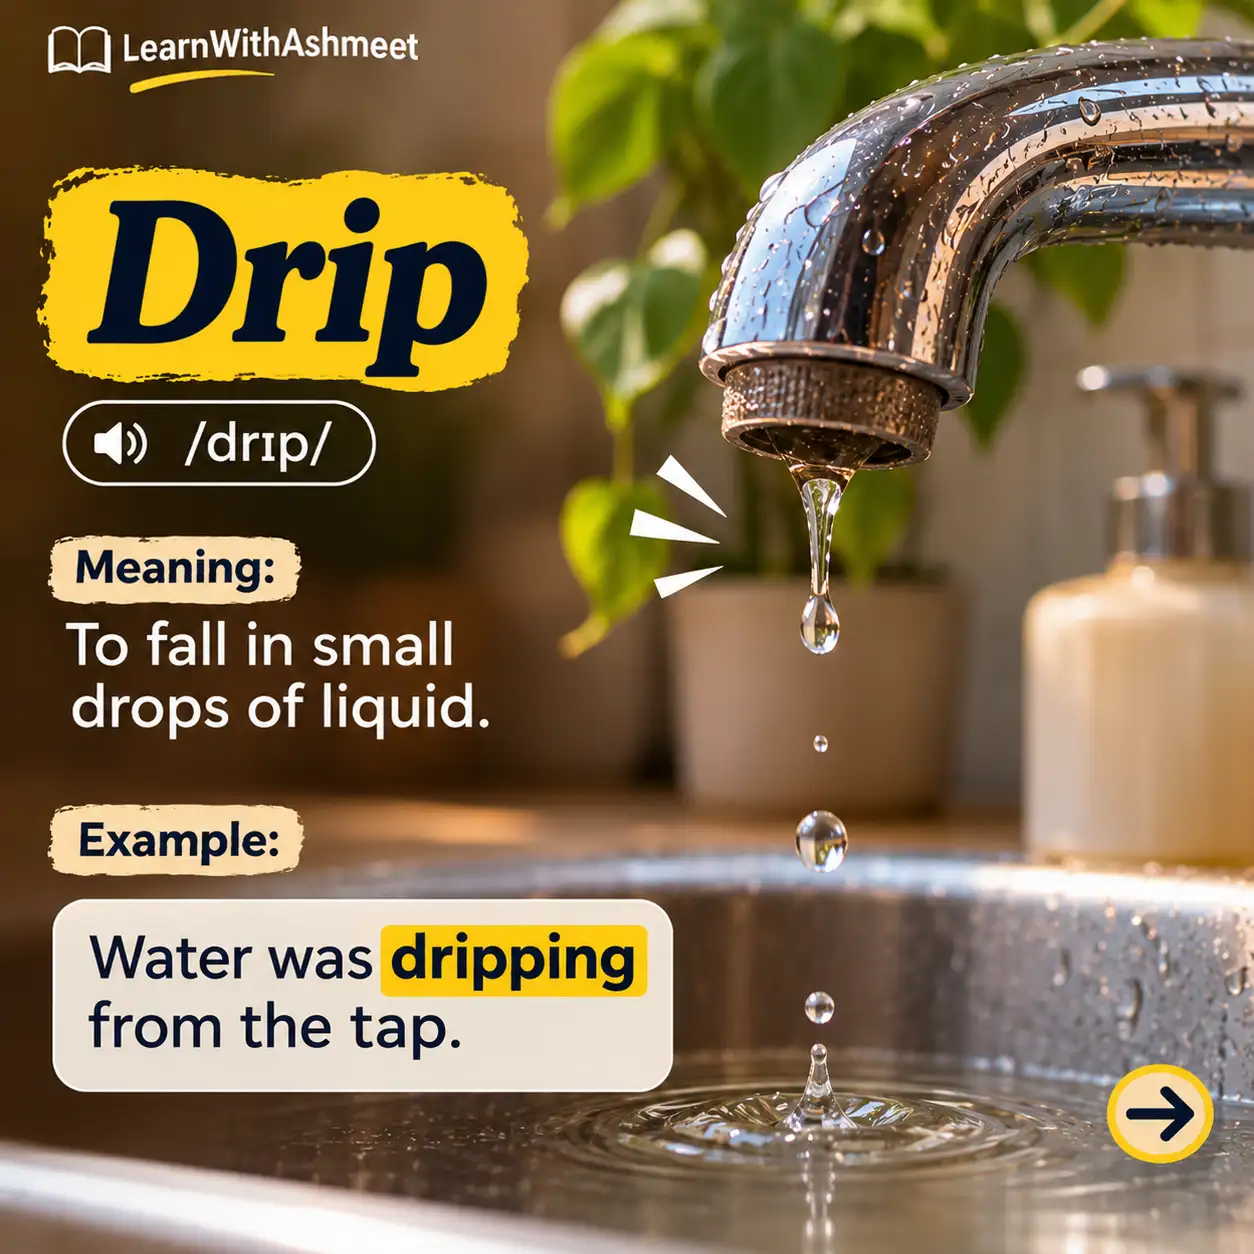 LearnWithAshmeet
Drip
/drɪp/
Meaning:
To fall in small
drops of liquid.
Example:
Water was dripping
from the tap.